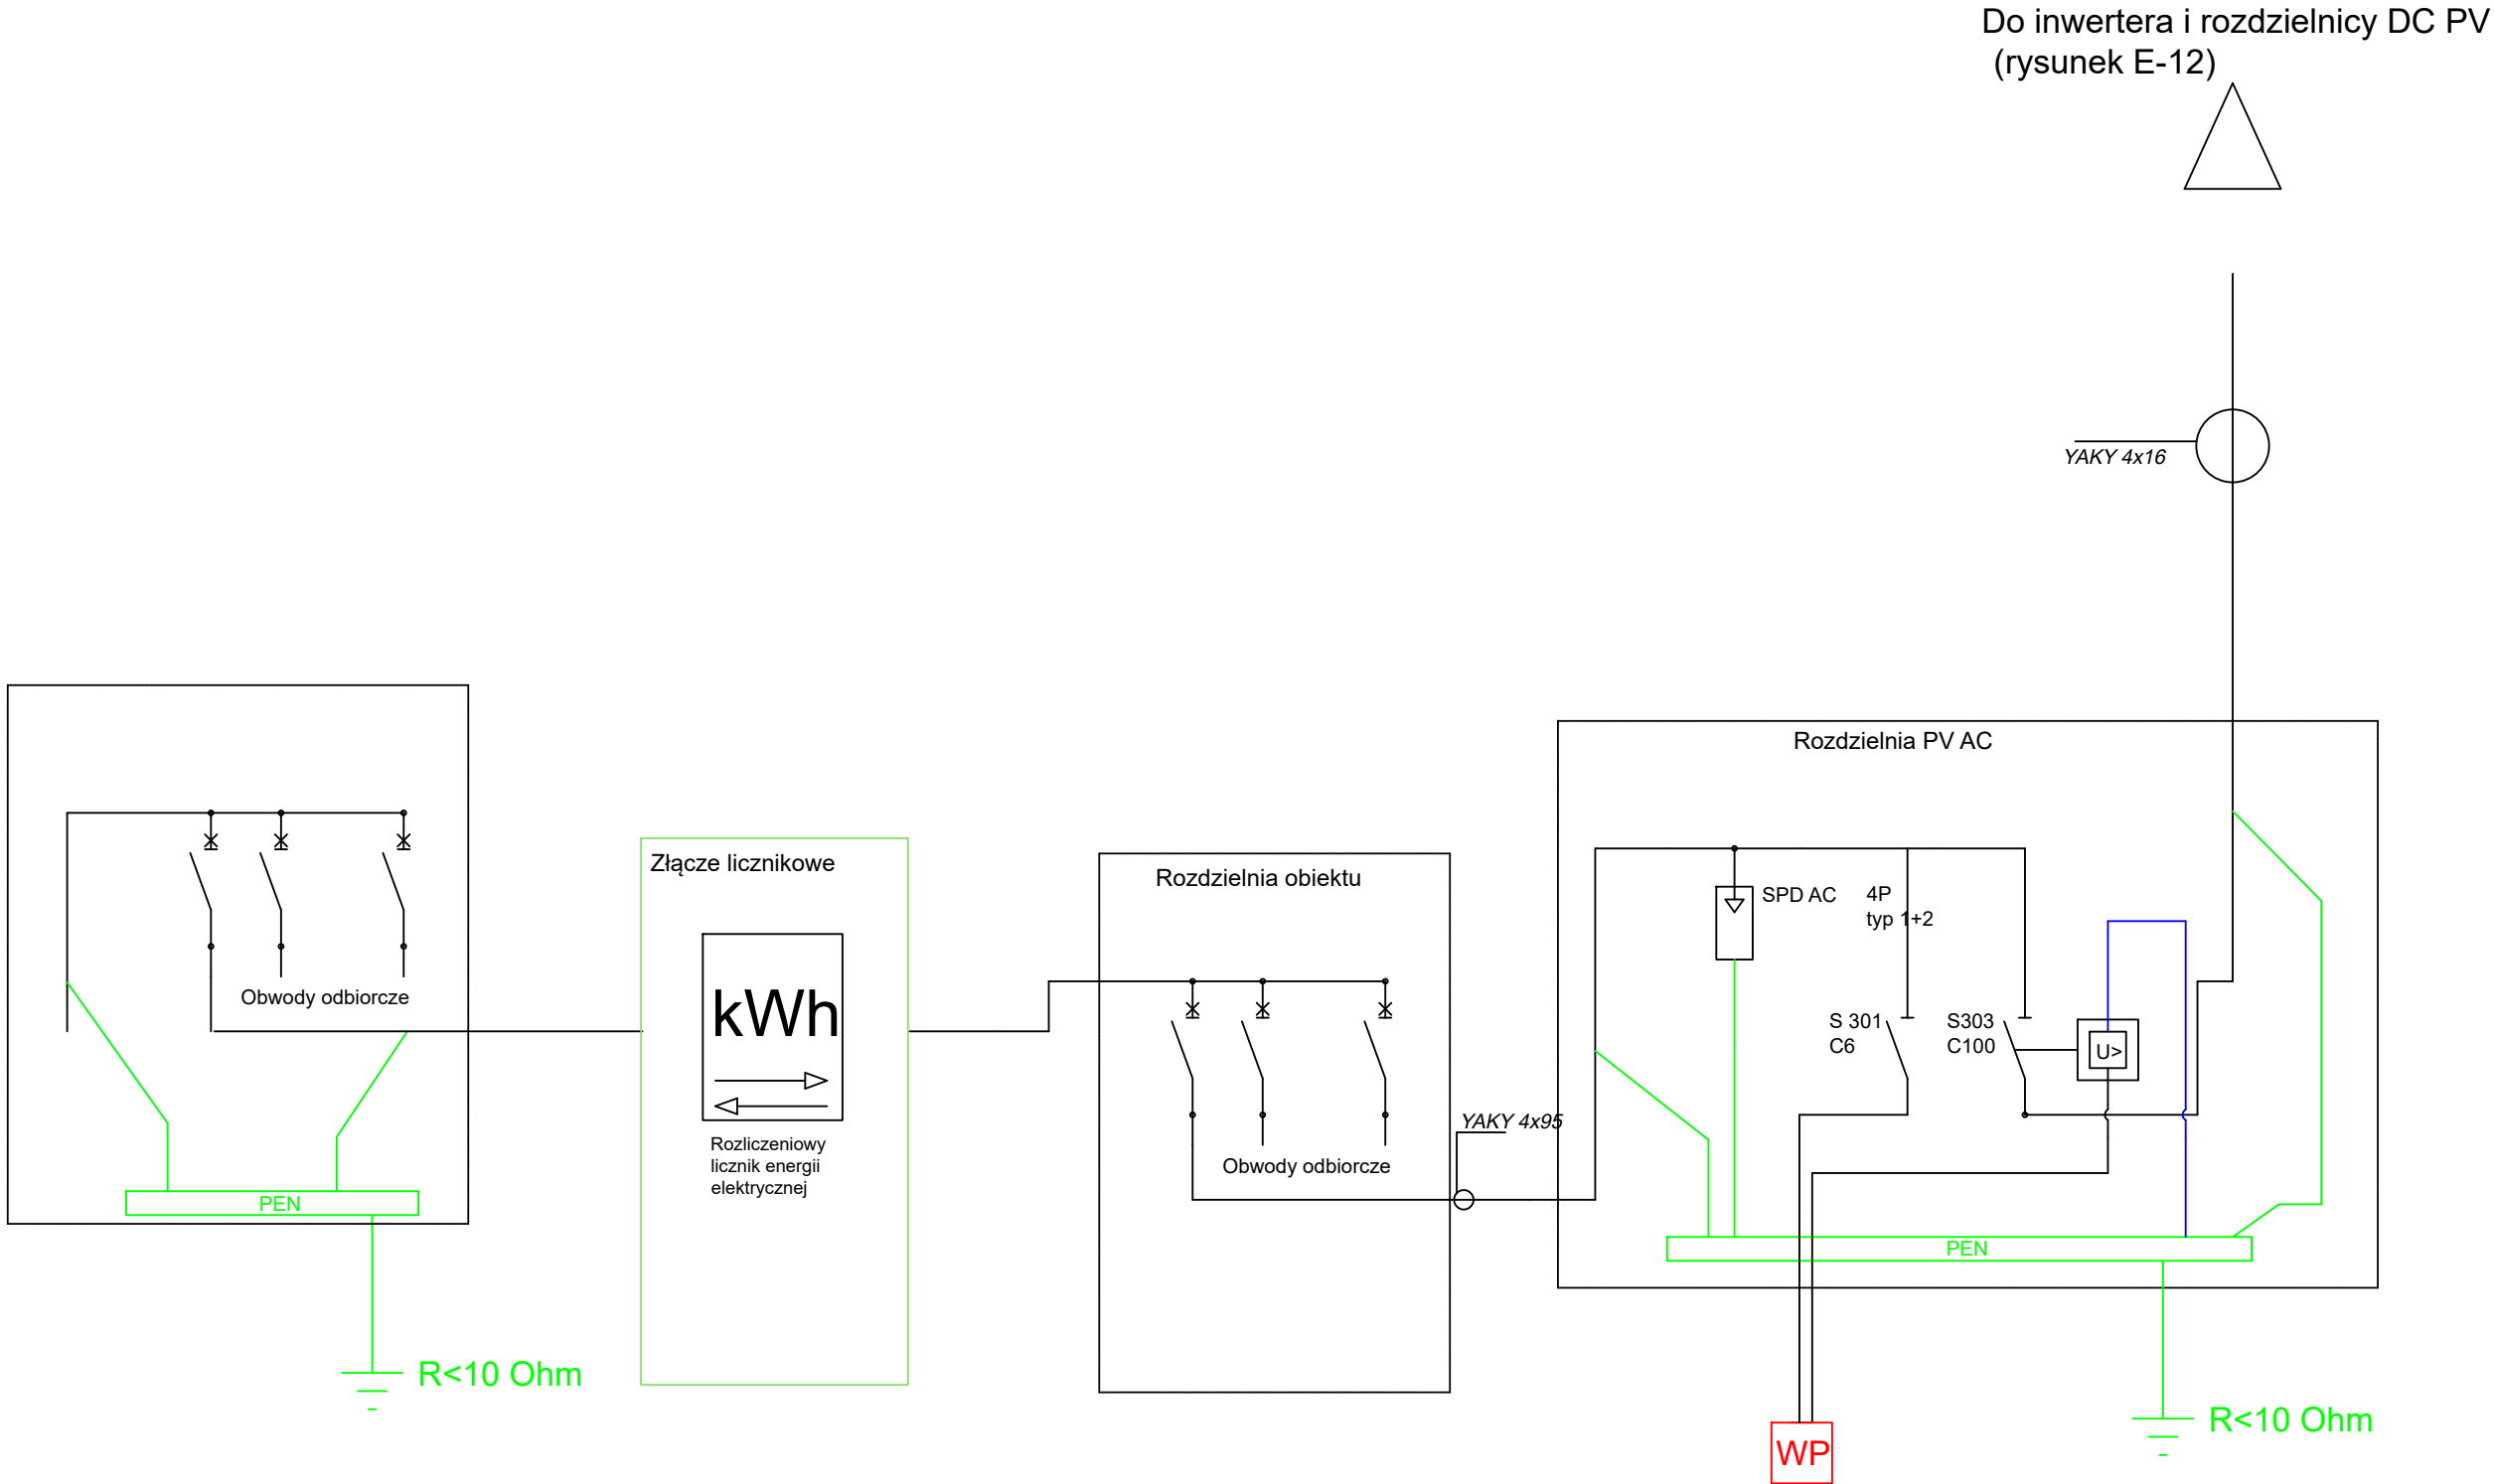 Do inwertera i rozdzielnicy DC PV
(rysunek E-12)
YAKY 4x16
Rozdzielnia PV AC
Złącze licznikowe
Rozdzielnia obiektu
SPD AC
4P
typ 1+2
kWh
Obwody odbiorcze
S 301
C6
S303
C100
U>
Rozliczeniowy
licznik energii
elektrycznej
YAKY 4x95
Obwody odbiorcze
PEN
PEN
R<10 Ohm
R<10 Ohm
WP